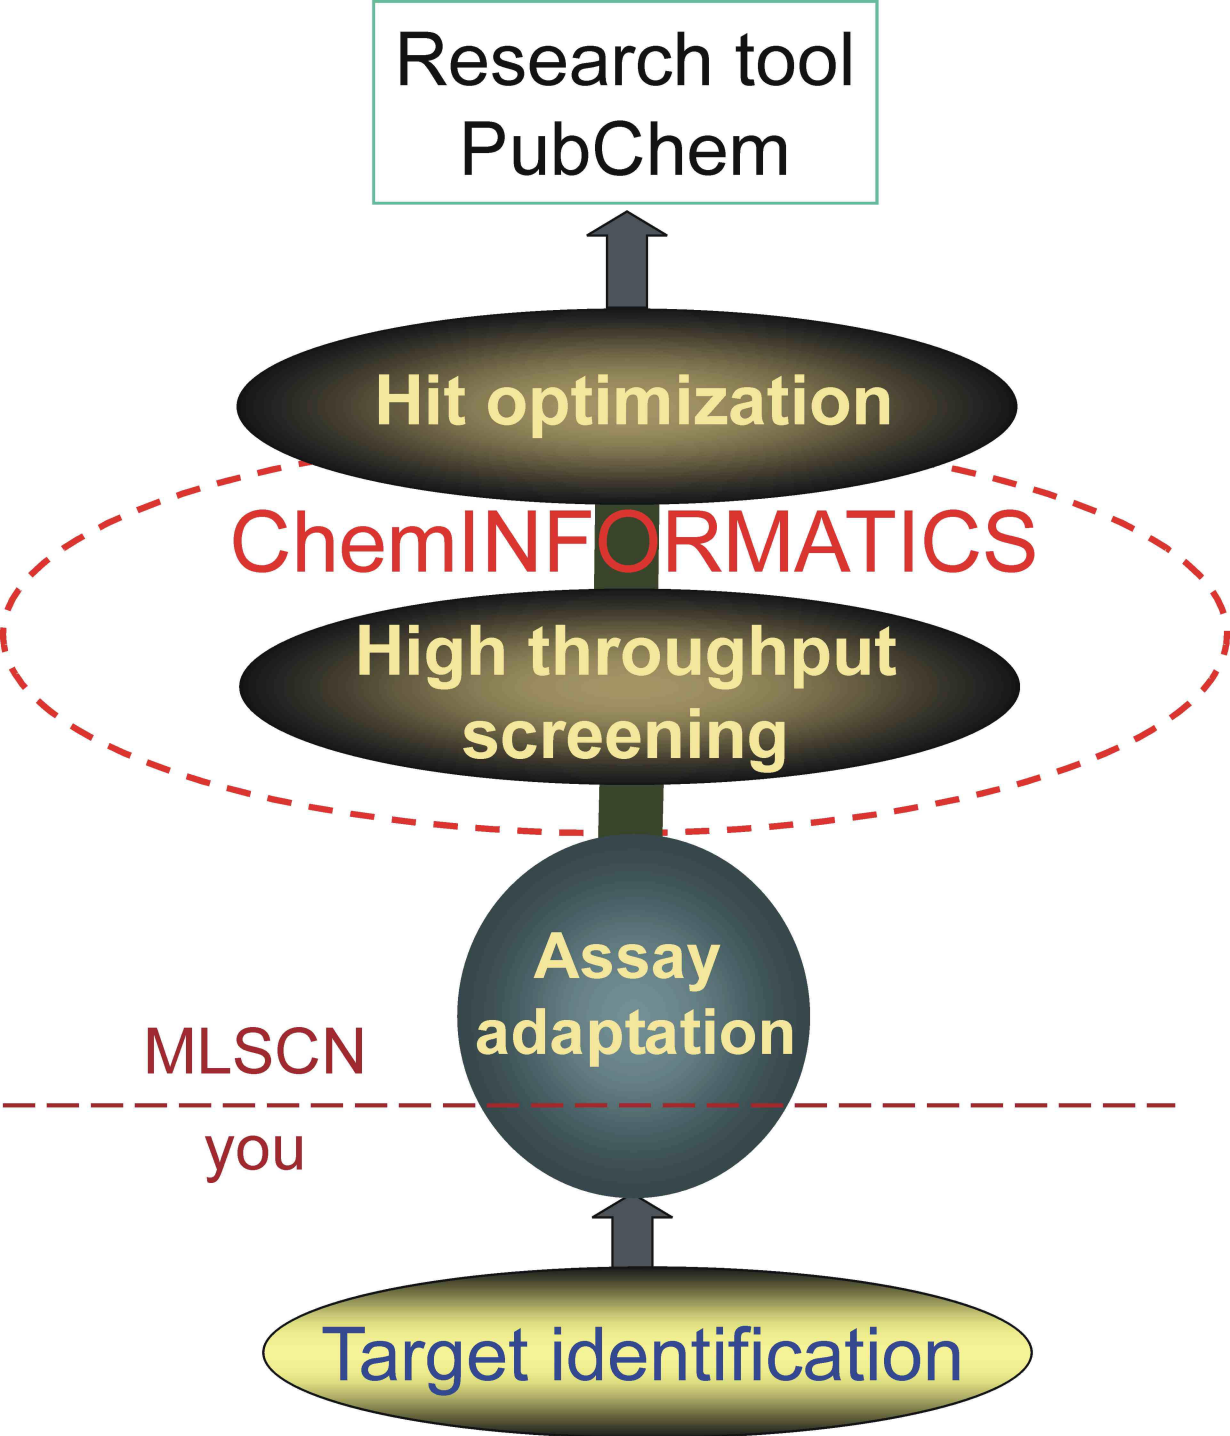 Research tool
PubChem
Hit optimization
ChemINFORMATICS
High throughput
screening
Assay
adaptation
MLSCN
you
Target identification